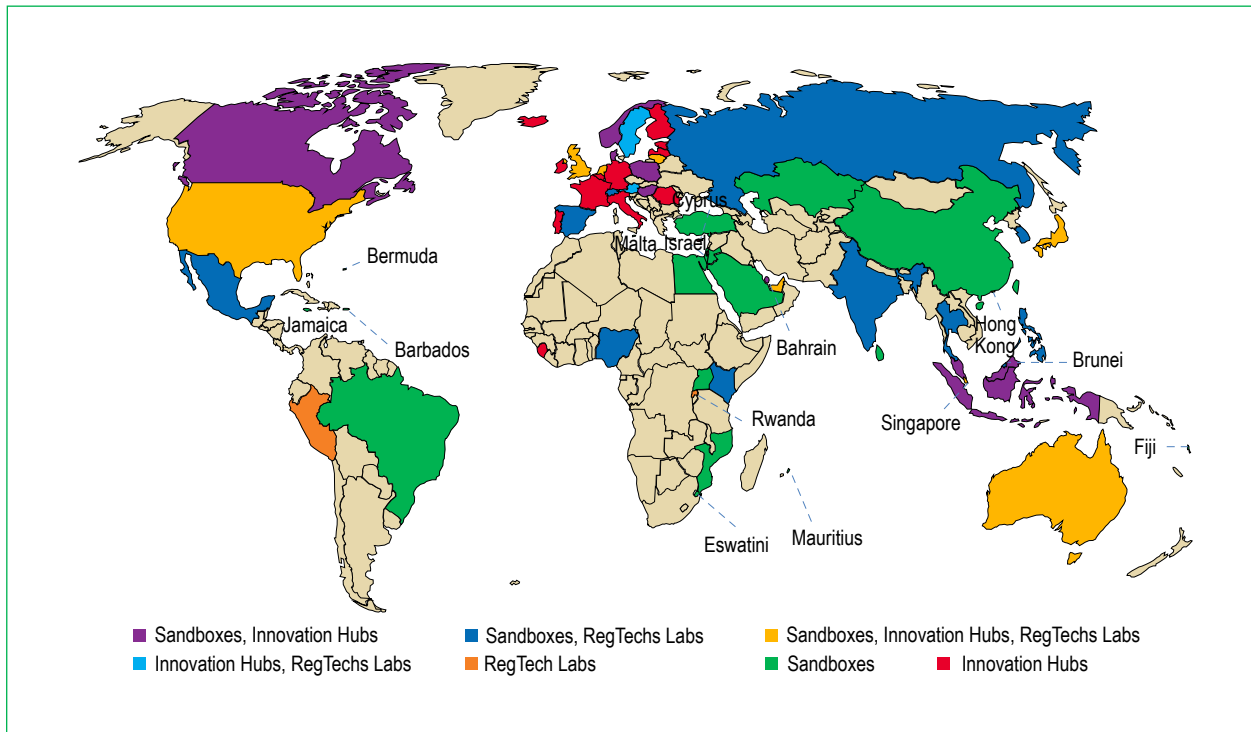 Cyprus
Malta Israel
Bermuda
Jamaica
Barbados
Bahrain
Hong
Kong
Brunei
Rwanda
Singapore
Fiji
Eswatini
Mauritius
Sandboxes, Innovation Hubs
Sandboxes, RegTechs Labs
Sandboxes, Innovation Hubs, RegTechs Labs
Innovation Hubs, RegTechs Labs
RegTech Labs
Sandboxes
Innovation Hubs